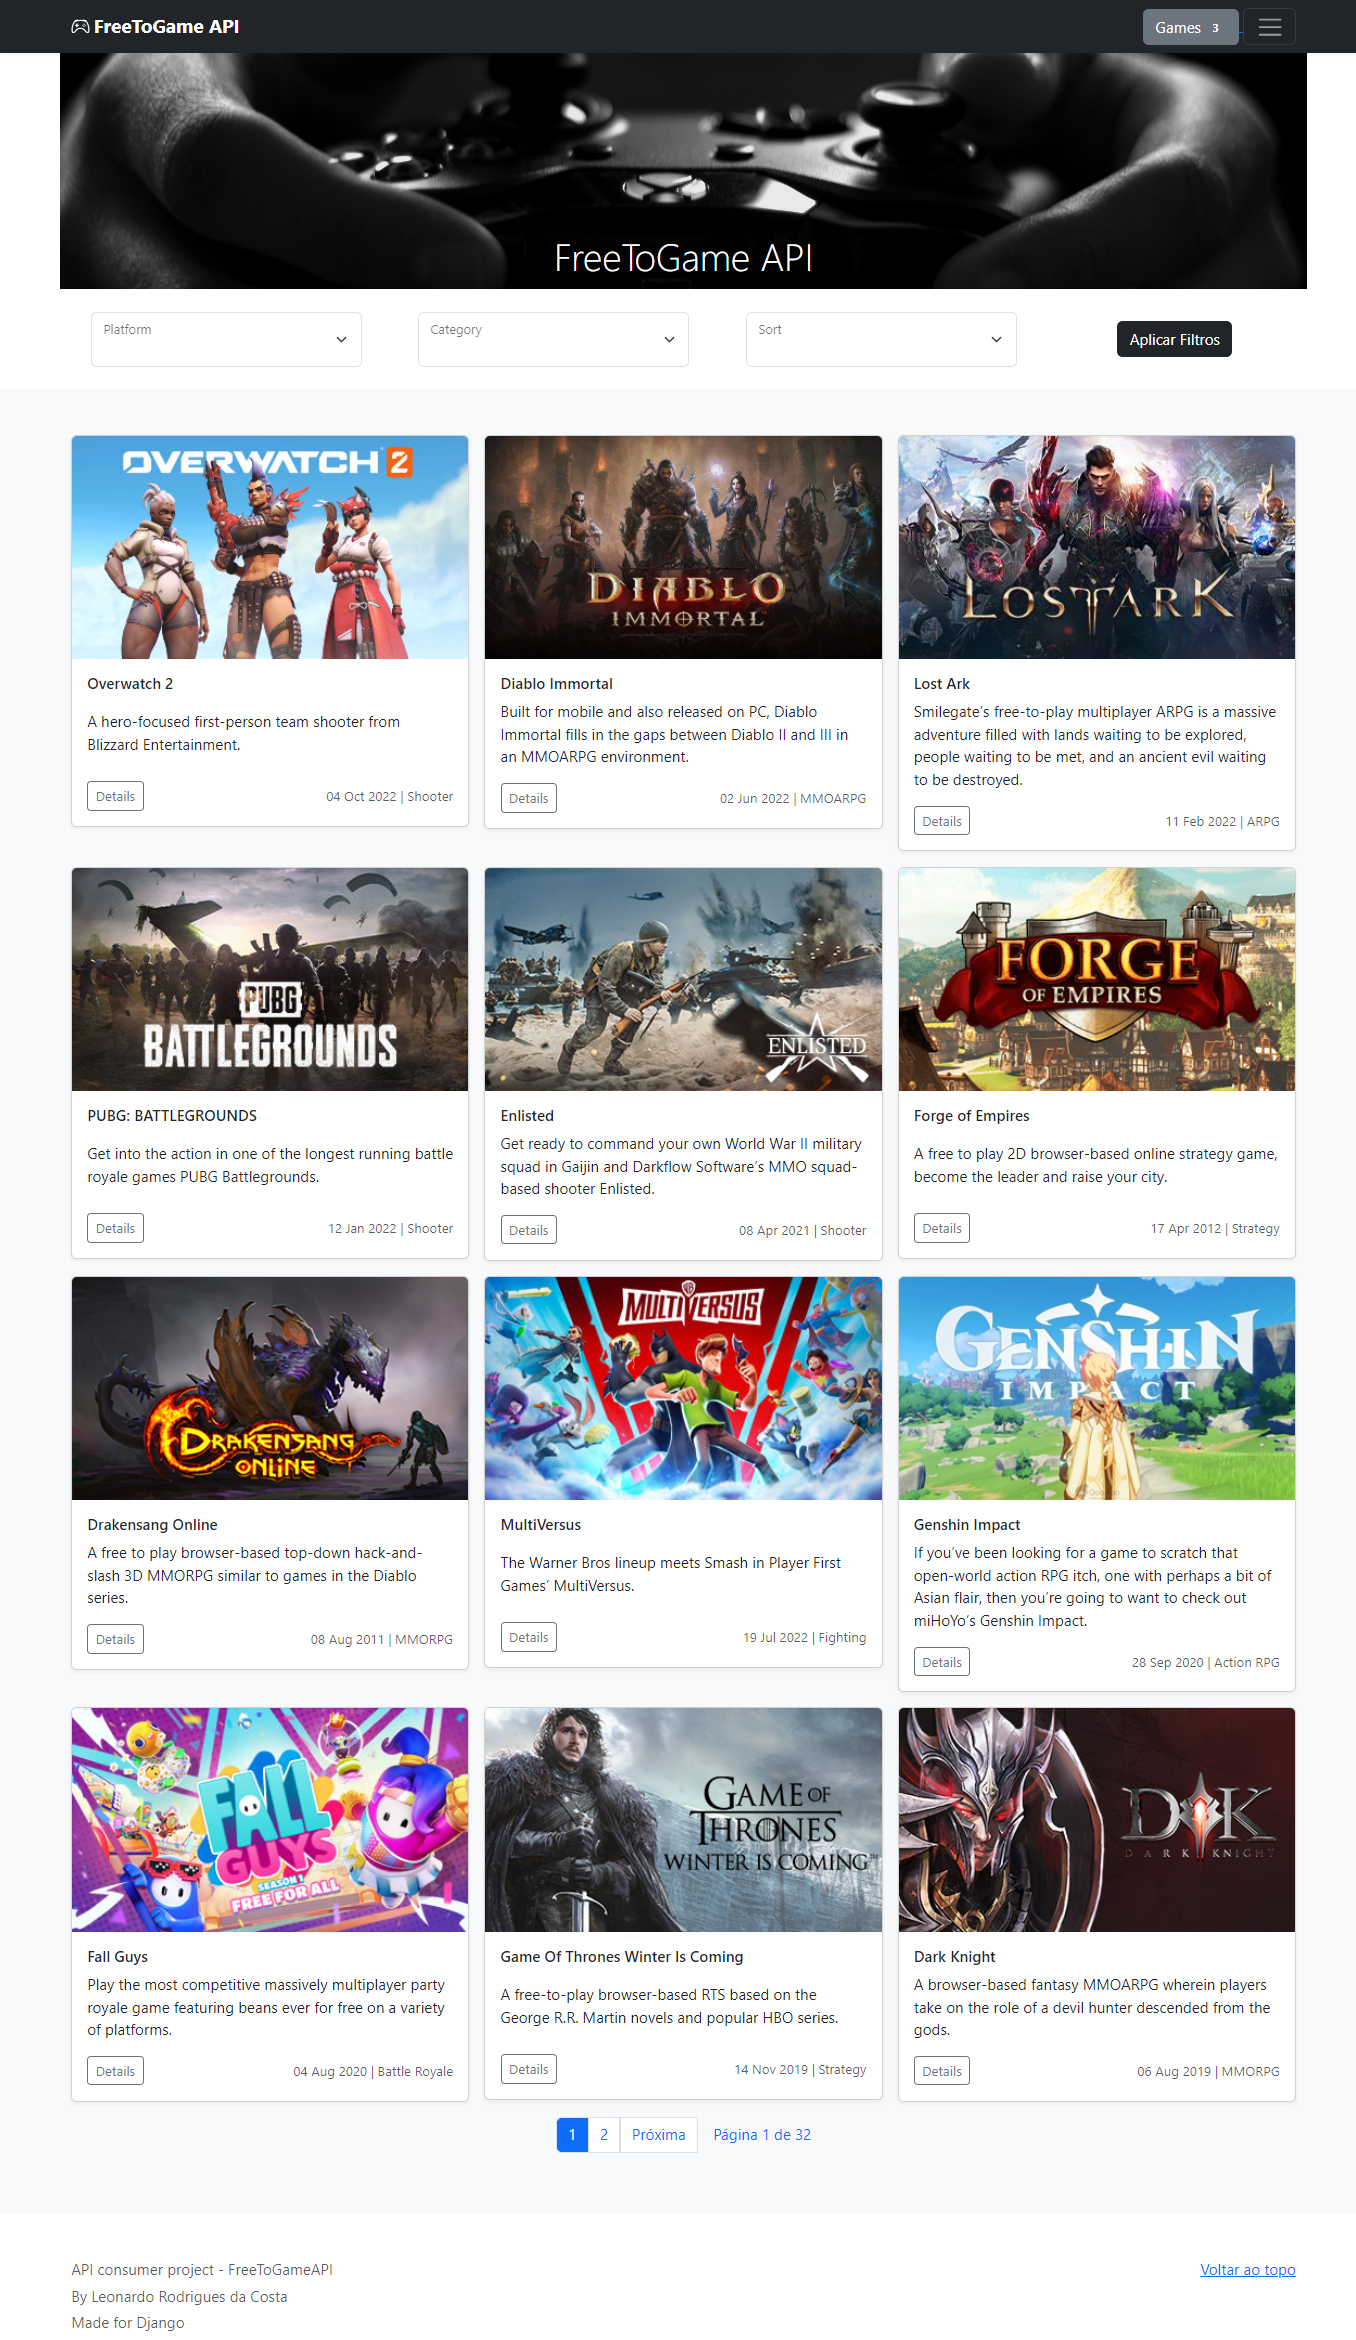 FreeToGame API
Games 3
FreeToGame API
Platform
Category
Sort
Aplicar Filtros
OVERWATCH 2
DIABLO
IMMORTAL
LOST ARK
Overwatch 2
A hero-focused first-person team shooter from
Blizzard Entertainment.
Details
04 Oct 2022 | Shooter
Diablo Immortal
Built for mobile and also released on PC, Diablo
Immortal fills in the gaps between Diablo II and III in
an MMOARPG environment.
Details
02 Jun 2022 | MMOARPG
Lost Ark
Smilegate’s free-to-play multiplayer ARPG is a massive
adventure filled with lands waiting to be explored,
people waiting to be met, and an ancient evil waiting
to be destroyed.
Details
11 Feb 2022 | ARPG
PUBG
BATTLEGROUNDS
ENLISTED
FORGE
OF EMPIRES
PUBG: BATTLEGROUNDS
Get into the action in one of the longest running battle
royale games PUBG Battlegrounds.
Details
12 Jan 2022 | Shooter
Enlisted
Get ready to command your own World War II military
squad in Gaijin and Darkflow Software’s MMO squad-
based shooter Enlisted.
Details
08 Apr 2021 | Shooter
Forge of Empires
A free to play 2D browser-based online strategy game,
become the leader and raise your city.
Details
17 Apr 2012 | Strategy
DRAKENSANG
ONLINE
MULTIVERSUS
GENSHIN
IMPACT
Drakensang Online
A free to play browser-based top-down hack-and-
slash 3D MMORPG similar to games in the Diablo
series.
Details
08 Aug 2011 | MMORPG
MultiVersus
The Warner Bros lineup meets Smash in Player First
Games’ MultiVersus.
Details
19 Jul 2022 | Fighting
Genshin Impact
If you’ve been looking for a game to scratch that
open-world action RPG itch, one with perhaps a bit of
Asian flair, then you’re going to want to check out
miHoYo’s Genshin Impact.
Details
28 Sep 2020 | Action RPG
FALL
GUYS
SEASON 1
FREE FOR ALL
GAME OF
THRONES
WINTER IS COMING
DK
DARK KNIGHT
Fall Guys
Play the most competitive massively multiplayer party
royale game featuring beans ever for free on a variety
of platforms.
Details
04 Aug 2020 | Battle Royale
Game Of Thrones Winter Is Coming
A free-to-play browser-based RTS based on the
George R.R. Martin novels and popular HBO series.
Details
14 Nov 2019 | Strategy
Dark Knight
A browser-based fantasy MMOARPG wherein players
take on the role of a devil hunter descended from the
gods.
Details
06 Aug 2019 | MMORPG
1 2 Próxima Página 1 de 32
API consumer project - FreeToGameAPI
Voltar ao topo
By Leonardo Rodrigues da Costa
Made for Django